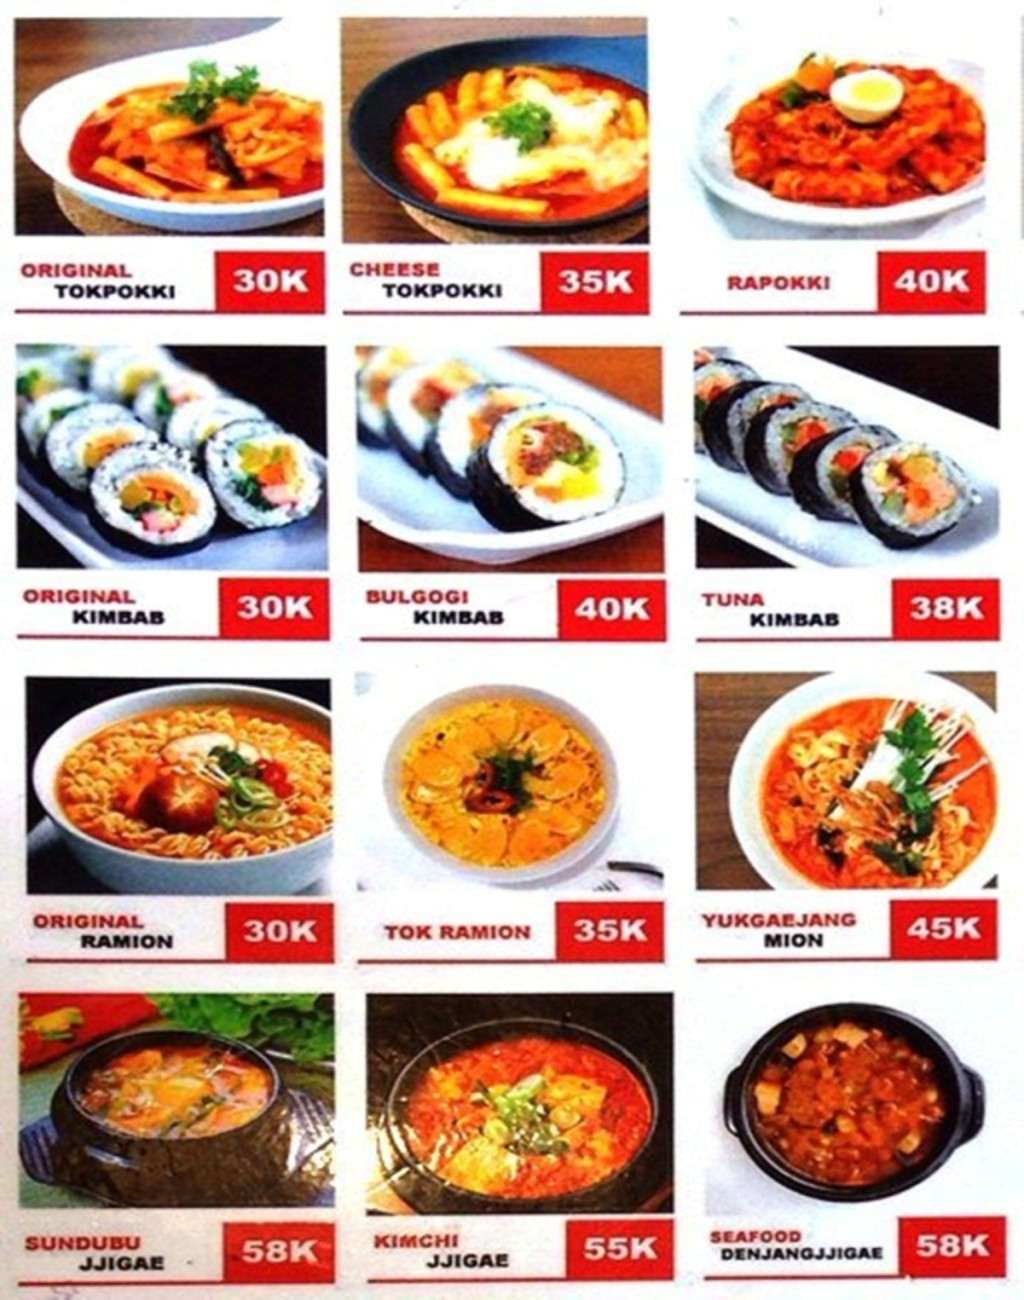 ORIGINAL
TOKPOKKI
30K
CHEESE
TOKPOKKI
35K
RAPOKKI
40K
ORIGINAL
KIMBAB
30K
BULGOGI
KIMBAB
40K
TUNA
KIMBAB
38K
ORIGINAL
RAMION
30K
TOK RAMION
35K
YUKGAEJANG
MION
45K
SUNDUBU
JJIGAE
58K
KIMCHI
JJIGAE
55K
SEAFOOD
DENJANGJJIGAE
58K